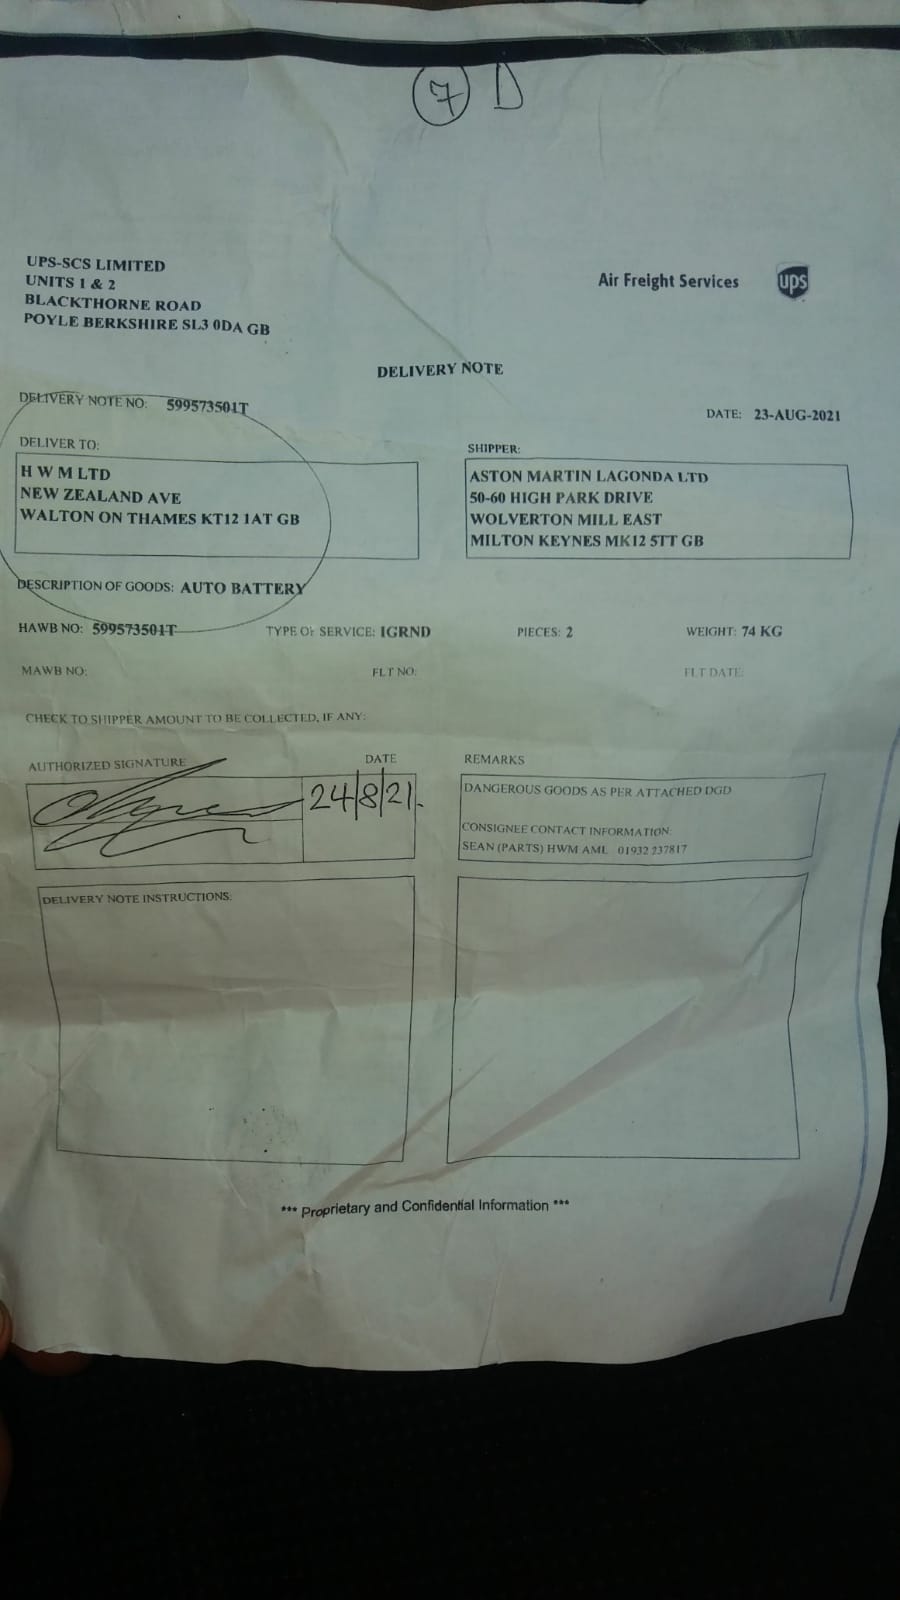 7 D
UPS-SCS LIMITED
UNITS 1 & 2
BLACKTHORNE ROAD
POYLE BERKSHIRE SL3 0DA GB
Air Freight Services
ups
DELIVERY NOTE
DELIVERY NOTE NO: 599573501T
DATE: 23-AUG-2021
DELIVER TO:
H W M LTD
NEW ZEALAND AVE
WALTON ON THAMES KT12 1AT GB
SHIPPER:
ASTON MARTIN LAGONDA LTD
50-60 HIGH PARK DRIVE
WOLVERTON MILL EAST
MILTON KEYNES MK12 5TT GB
DESCRIPTION OF GOODS: AUTO BATTERY
HAWB NO: 599573501T TYPE OF SERVICE: IGRND PIECES: 2 WEIGHT: 74 KG
MAWB NO: FLT NO: FLT DATE:
CHECK TO SHIPPER AMOUNT TO BE COLLECTED, IF ANY:
AUTHORIZED SIGNATURE DATE
24/8/21.
REMARKS
DANGEROUS GOODS AS PER ATTACHED DGD
CONSIGNEE CONTACT INFORMATION:
SEAN (PARTS) HWM AML 01932 237817
DELIVERY NOTE INSTRUCTIONS:
*** Proprietary and Confidential Information ***